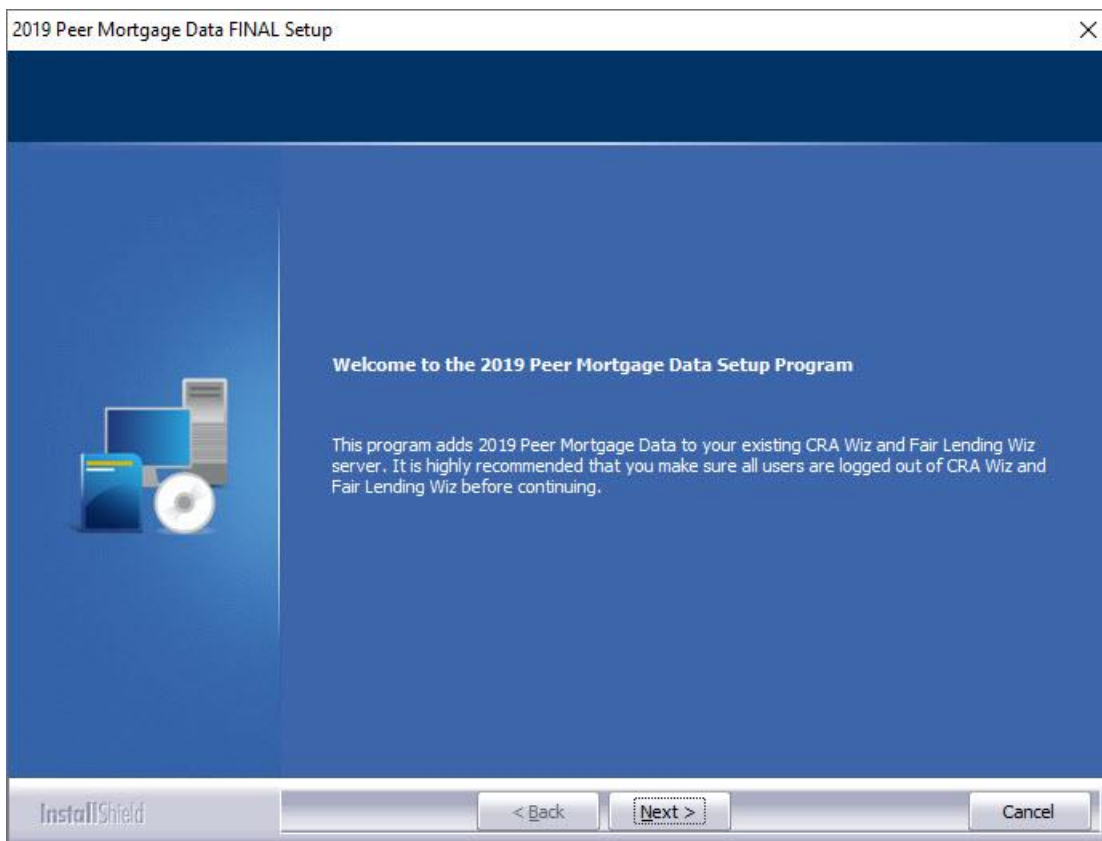 2019 Peer Mortgage Data FINAL Setup
Welcome to the 2019 Peer Mortgage Data Setup Program
This program adds 2019 Peer Mortgage Data to your existing CRA Wiz and Fair Lending Wiz
server. It is highly recommended that you make sure all users are logged out of CRA Wiz and
Fair Lending Wiz before continuing.
InstallShield
< Back
Next >
Cancel